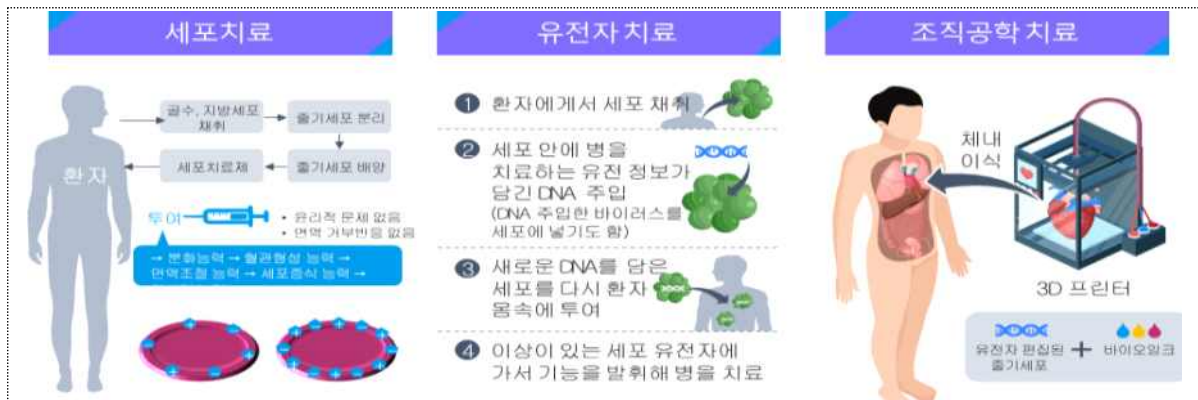 세포치료
골수, 지방세포
채취
줄기세포 분리
세포치료제
줄기세포 배양
환자
투여
• 윤리적 문제 없음
• 면역 거부반응 없음
→ 분화능력 → 혈관형성 능력 →
면역조절 능력 → 세포증식 능력 →
유전자 치료
1 환자에게서 세포 채취
2 세포 안에 병을
치료하는 유전 정보가
담긴 DNA 주입
(DNA 주입한 바이러스를
세포에 넣기도 함)
3 새로운 DNA를 담은
세포를 다시 환자
몸속에 투여
4 이상이 있는 세포 유전자에
가서 기능을 발휘해 병을 치료
조직공학 치료
체내
이식
3D 프린터
유전자 편집된
줄기세포
+
바이오잉크